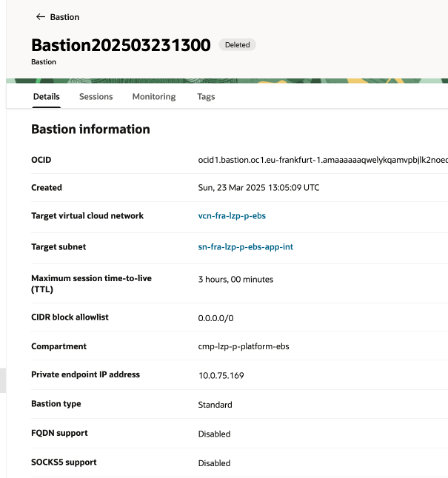 ← Bastion
Bastion202503231300 Deleted
Bastion
Details Sessions Monitoring Tags
Bastion information
OCID ocid1.bastion.oc1.eu-frankfurt-1.amaaaaaaqwelykqamvpbjlk2noec
Created Sun, 23 Mar 2025 13:05:09 UTC
Target virtual cloud network vcn-fra-lzp-p-ebs
Target subnet sn-fra-lzp-p-ebs-app-int
Maximum session time-to-live
(TTL) 3 hours, 00 minutes
CIDR block allowlist 0.0.0.0/0
Compartment cmp-lzp-p-platform-ebs
Private endpoint IP address 10.0.75.169
Bastion type Standard
FQDN support Disabled
SOCKS5 support Disabled